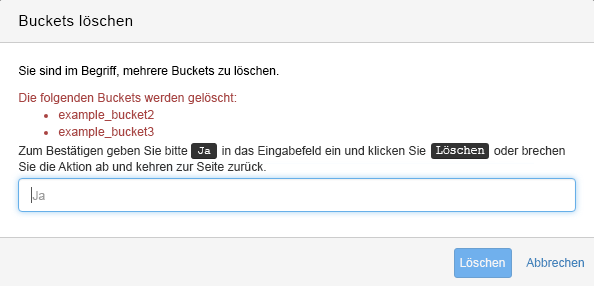 Buckets löschen
Sie sind im Begriff, mehrere Buckets zu löschen.
Die folgenden Buckets werden gelöscht:
• example_bucket2
• example_bucket3
Zum Bestätigen geben Sie bitte Ja in das Eingabefeld ein und klicken Sie Löschen oder brechen
Sie die Aktion ab und kehren zur Seite zurück.
Ja
Löschen Abbrechen